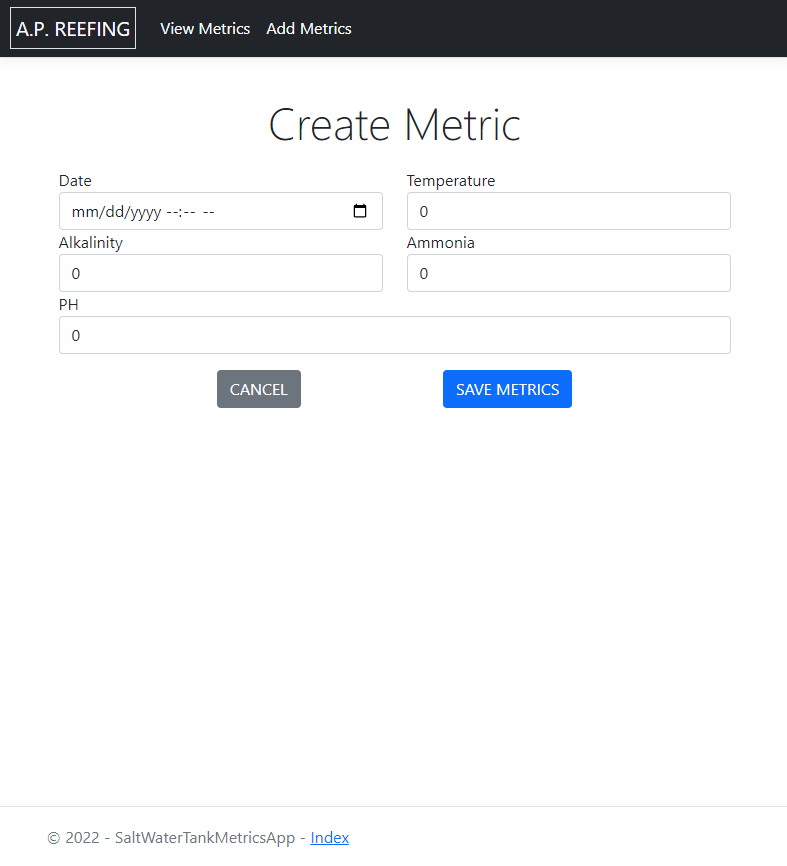 A.P. REEFING View Metrics Add Metrics
Create Metric
Date Temperature
mm/dd/yyyy --:-- -- 0
Alkalinity Ammonia
0 0
PH
0
CANCEL SAVE METRICS
© 2022 - SaltWaterTankMetricsApp - Index